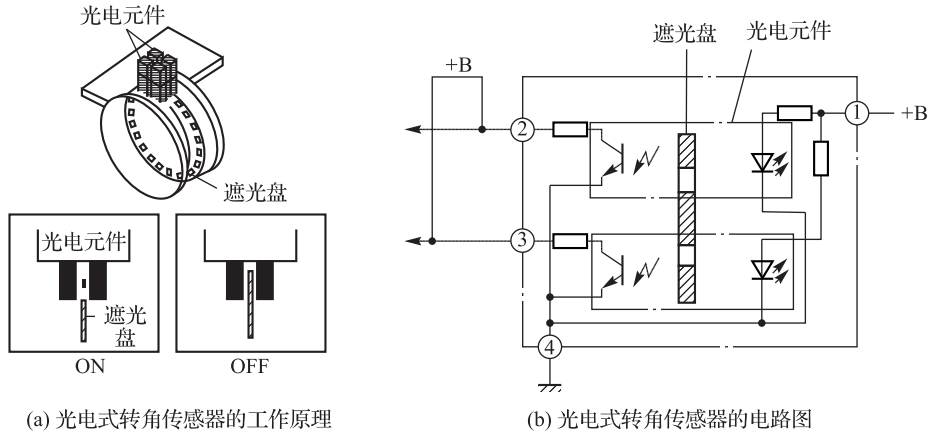 光电元件
遮光盘
光电元件
遮光
盘
ON
OFF
(a) 光电式转角传感器的工作原理
遮光盘
光电元件
+B
2
1
+B
3
4
(b) 光电式转角传感器的电路图